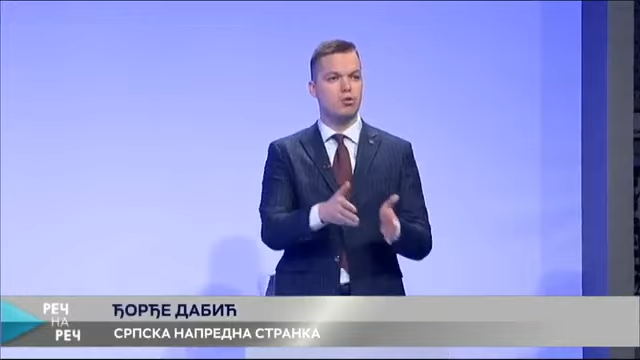 РЕЧ
НА
РЕЧ
ЂОРЂЕ ДАБИЋ
СРПСКА НАПРЕДНА СТРАНКА